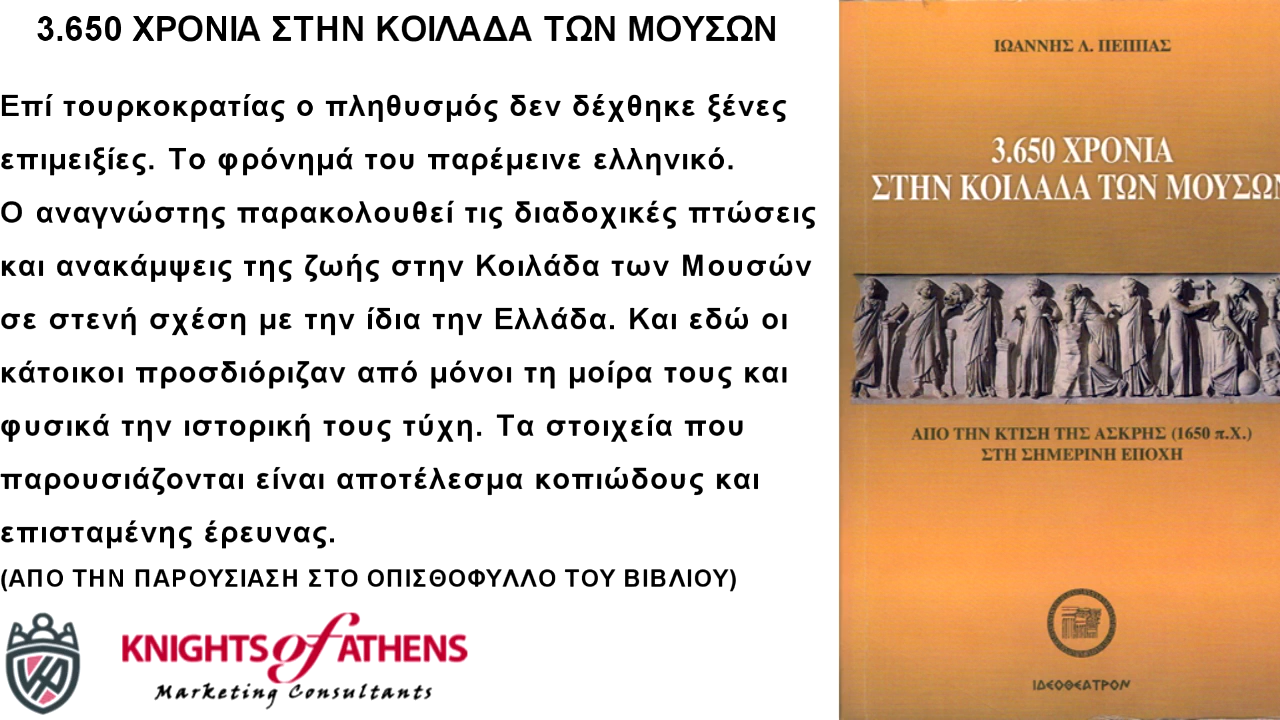 3.650 ΧΡΟΝΙΑ ΣΤΗΝ ΚΟΙΛΑΔΑ ΤΩΝ ΜΟΥΣΩΝ
Επί τουρκοκρατίας ο πληθυσμός δεν δέχθηκε ξένες
επιμειξίες. Το φρόνημά του παρέμεινε ελληνικό.
Ο αναγνώστης παρακολουθεί τις διαδοχικές πτώσεις
και ανακάμψεις της ζωής στην Κοιλάδα των Μουσών
σε στενή σχέση με την ίδια την Ελλάδα. Και εδώ οι
κάτοικοι προσδιόριζαν από μόνοι τη μοίρα τους και
φυσικά την ιστορική τους τύχη. Τα στοιχεία που
παρουσιάζονται είναι αποτέλεσμα κοπιώδους και
επισταμένης έρευνας.
(ΑΠΟ ΤΗΝ ΠΑΡΟΥΣΙΑΣΗ ΣΤΟ ΟΠΙΣΘΟΦΥΛΛΟ ΤΟΥ ΒΙΒΛΙΟΥ)
KNIGHTS of ATHENS
Marketing Consultants
ΙΩΑΝΝΗΣ Λ. ΠΕΠΠΑΣ
3.650 ΧΡΟΝΙΑ
ΣΤΗΝ ΚΟΙΛΑΔΑ ΤΩΝ ΜΟΥΣΩΝ
ΑΠΟ ΤΗΝ ΚΤΙΣΗ ΤΗΣ ΑΣΚΡΗΣ (1650 π.Χ.)
ΣΤΗ ΣΗΜΕΡΙΝΗ ΕΠΟΧΗ
ΙΔΕΟΘΕΑΤΡΟΝ